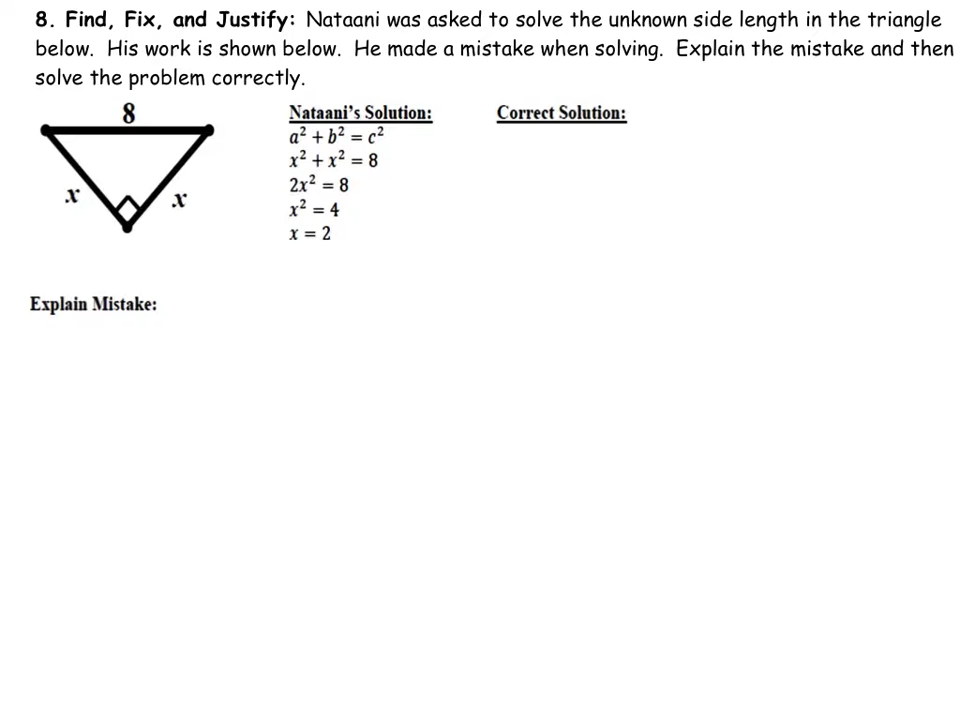 8. Find, Fix, and Justify: Nataani was asked to solve the unknown side length in the triangle
below. His work is shown below. He made a mistake when solving. Explain the mistake and then
solve the problem correctly.
8
x
x
Nataani's Solution:
a² + b² = c²
x² + x² = 8
2x² = 8
x² = 4
x = 2
Correct Solution:
Explain Mistake: